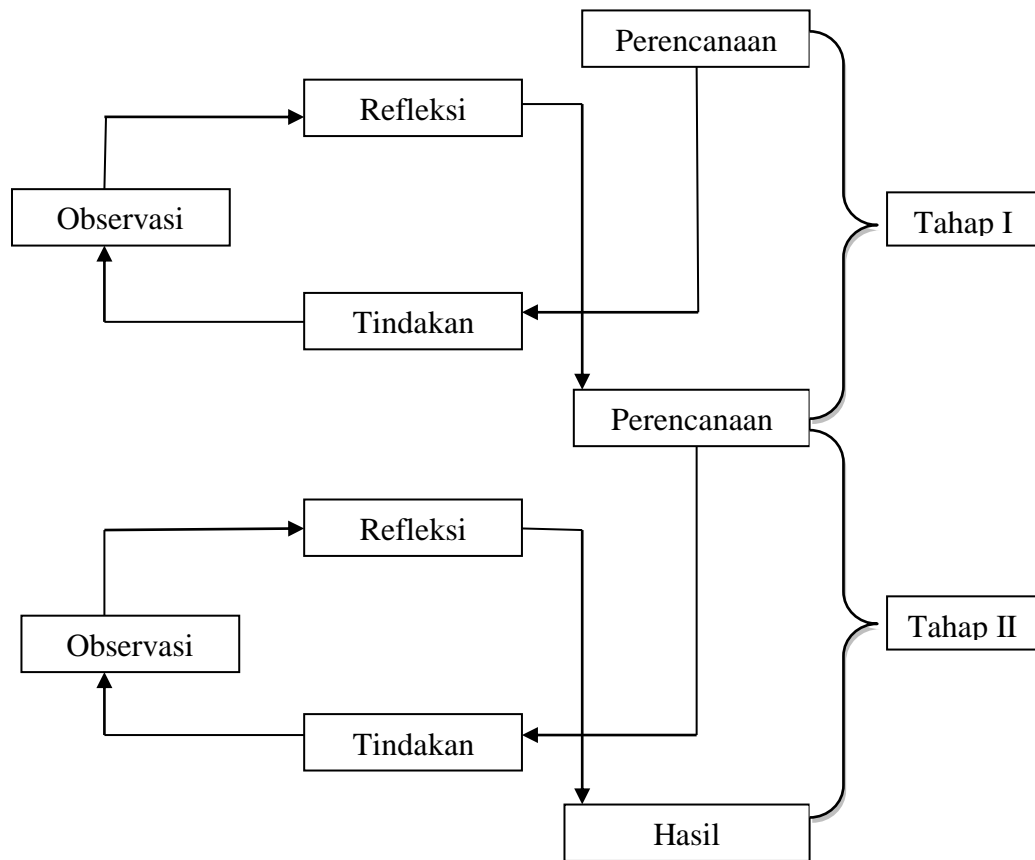 Perencanaan
Refleksi
Observasi
Tahap I
Tindakan
Perencanaan
Refleksi
Observasi
Tahap II
Tindakan
Hasil